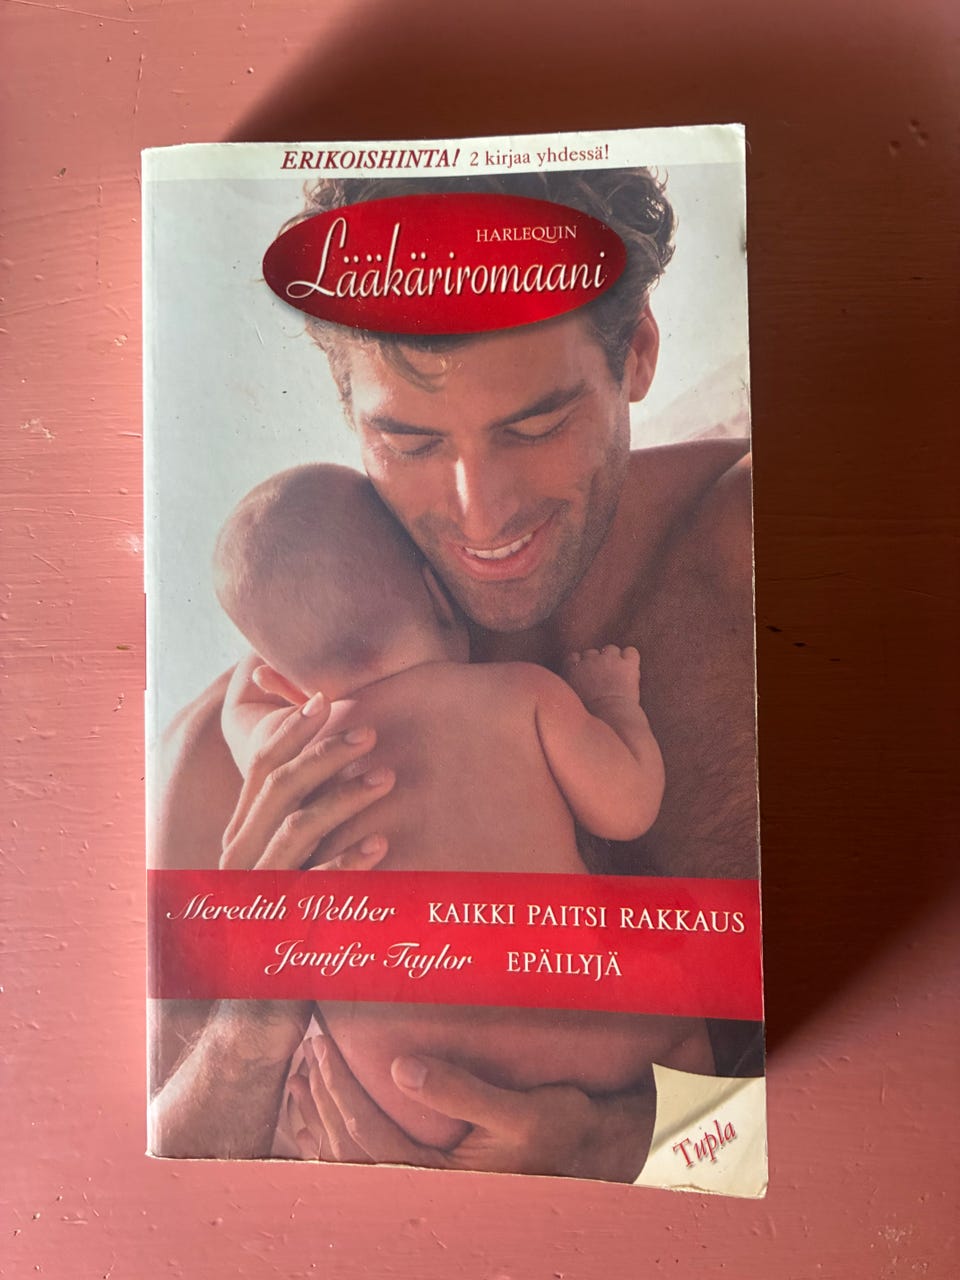 ERIKOISHINTA! 2 kirjaa yhdessä!
HARLEQUIN
Lääkäriromaani
Meredith Webber KAIKKI PAITSI RAKKAUS
Jennifer Taylor EPÄILYJÄ
Tupla